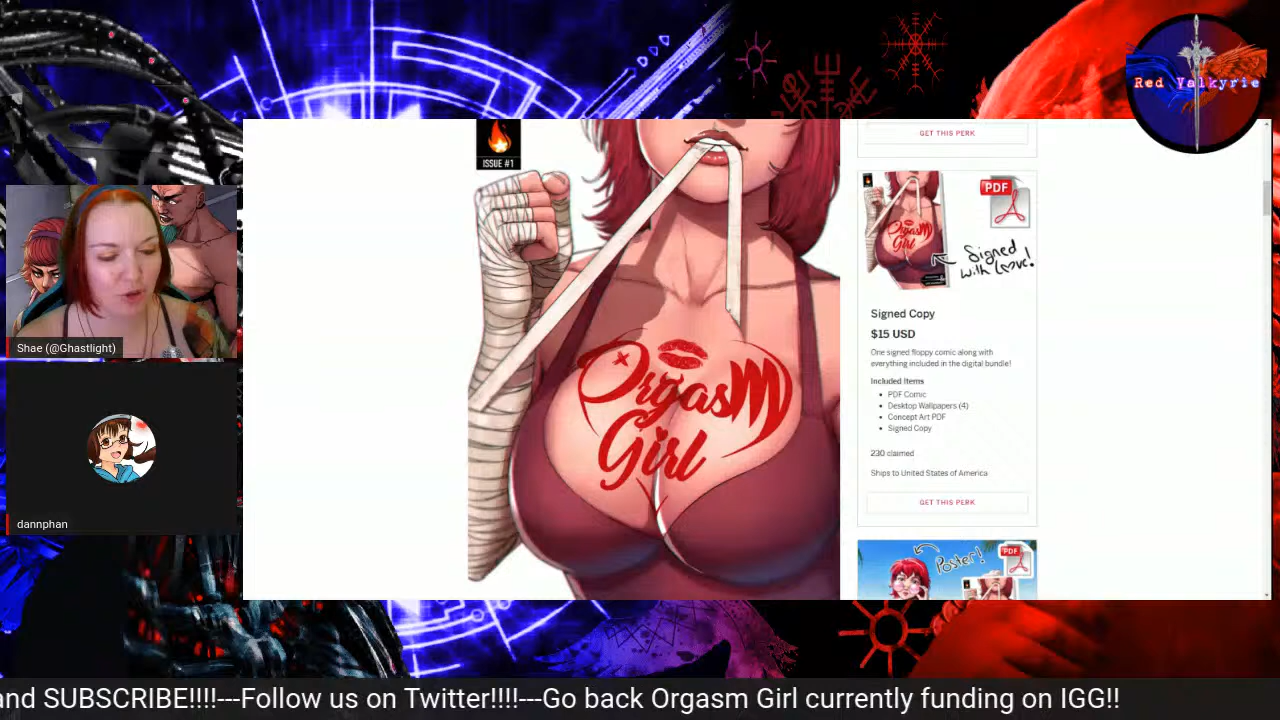 Red Valkyrie
ISSUE #1
Orgasm
Girl
GET THIS PERK
PDF
Orgasm
Girl
Signed
with Love!
Signed Copy
$15 USD
One signed floppy comic along with
everything included in the digital bundle!
Included Items
PDF Comic
Desktop Wallpapers (4)
Concept Art PDF
Signed Copy
230 claimed
Ships to United States of America
GET THIS PERK
Poster!
PDF
Shae (@Ghastlight)
dannphan
and SUBSCRIBE!!!!---Follow us on Twitter!!!!---Go back Orgasm Girl currently funding on IGG!!